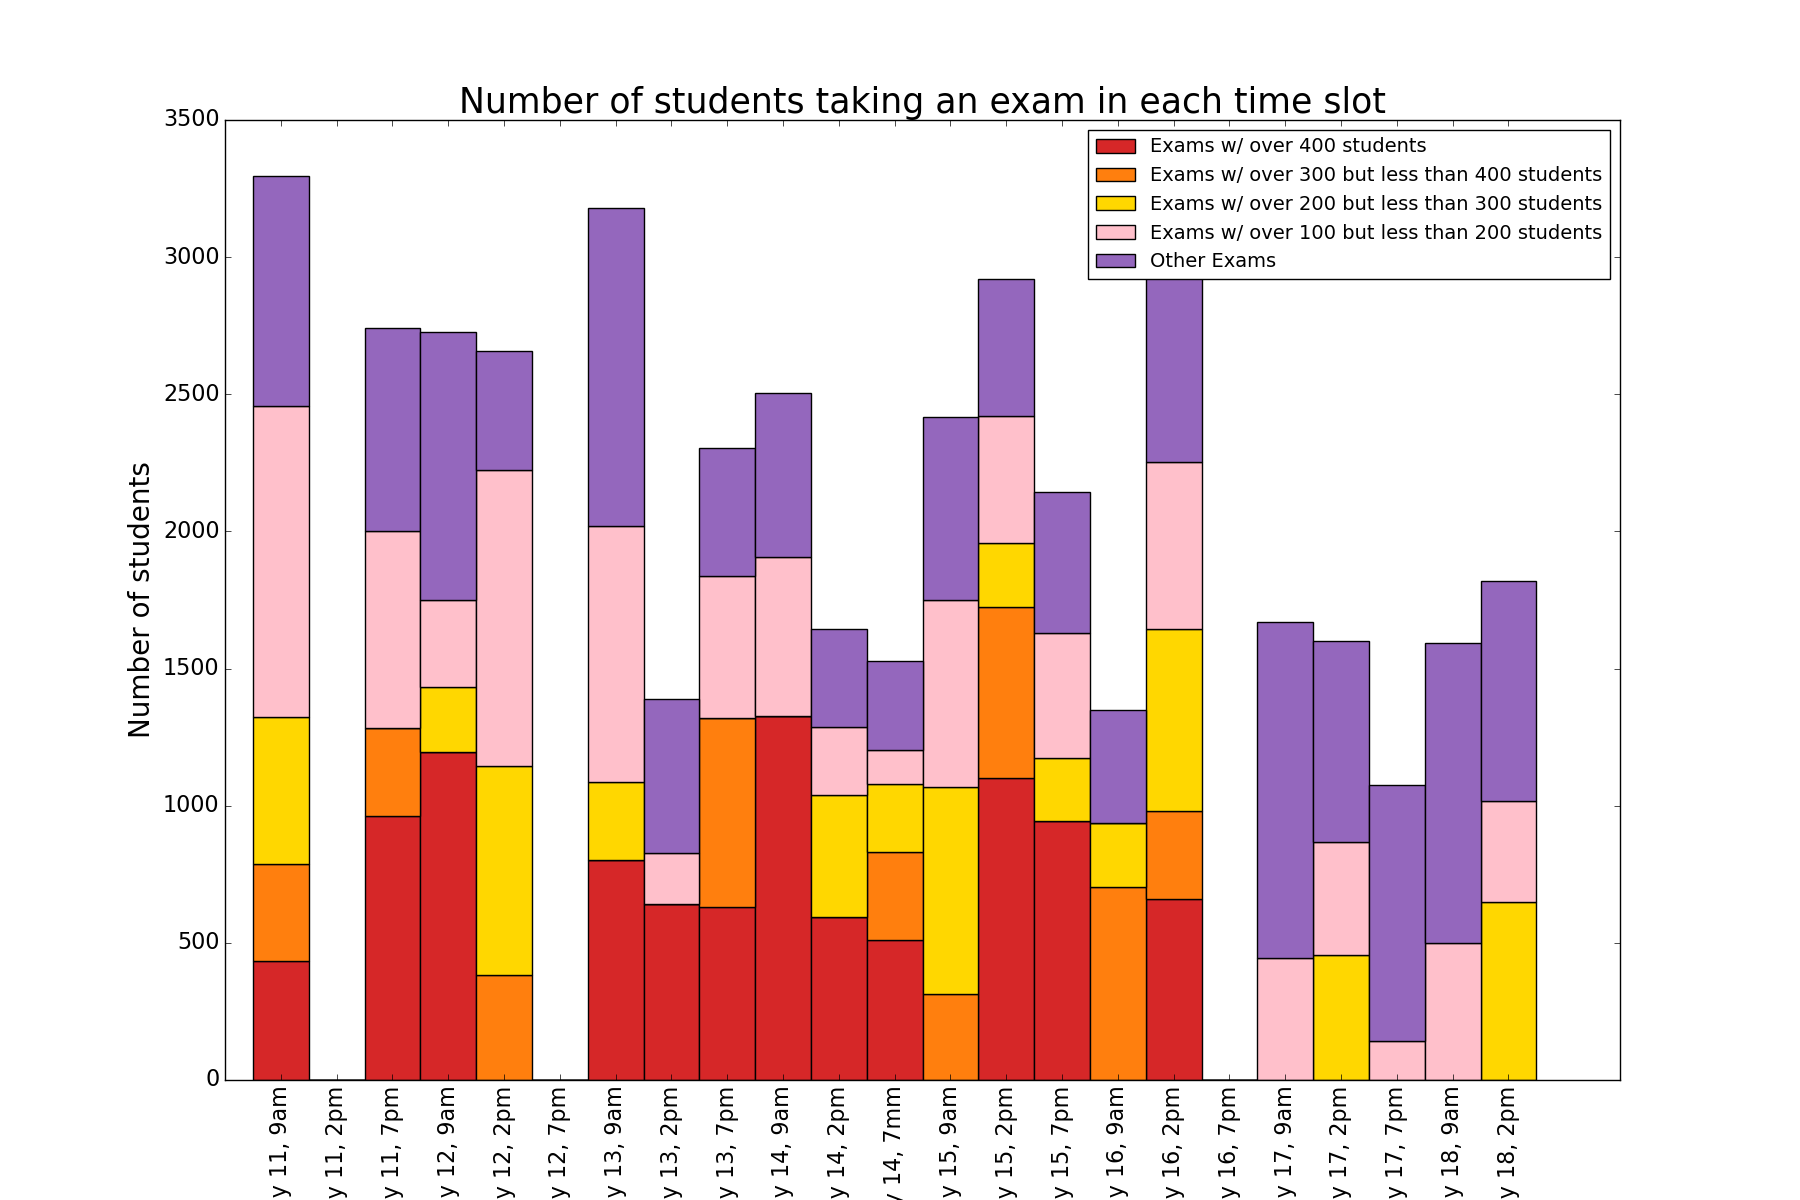 Number of students taking an exam in each time slot
Exams w/ over 400 students
Exams w/ over 300 but less than 400 students
Exams w/ over 200 but less than 300 students
Exams w/ over 100 but less than 200 students
Other Exams
Number of students
3500
3000
2500
2000
1500
1000
500
0
y 11, 9am
y 11, 2pm
y 11, 7pm
y 12, 9am
y 12, 2pm
y 12, 7pm
y 13, 9am
y 13, 2pm
y 13, 7pm
y 14, 9am
y 14, 2pm
y 14, 7mm
y 15, 9am
y 15, 2pm
y 15, 7pm
y 16, 9am
y 16, 2pm
y 16, 7pm
y 17, 9am
y 17, 2pm
y 17, 7pm
y 18, 9am
y 18, 2pm